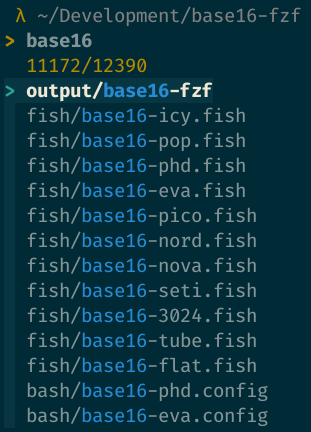 λ ~/Development/base16-fzf
> base16
11172/12390
> output/base16-fzf
fish/base16-icy.fish
fish/base16-pop.fish
fish/base16-phd.fish
fish/base16-eva.fish
fish/base16-pico.fish
fish/base16-nord.fish
fish/base16-nova.fish
fish/base16-seti.fish
fish/base16-3024.fish
fish/base16-tube.fish
fish/base16-flat.fish
bash/base16-phd.config
bash/base16-eva.config